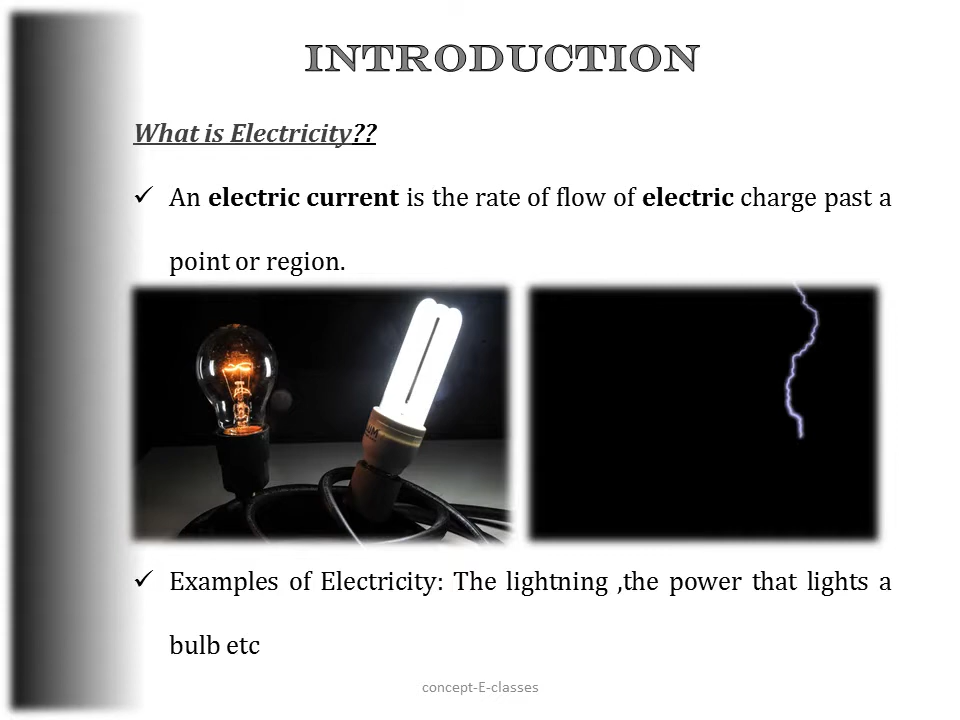 INTRODUCTION
What is Electricity??
✓ An electric current is the rate of flow of electric charge past a
point or region.
✓ Examples of Electricity: The lightning ,the power that lights a
bulb etc
concept-E-classes